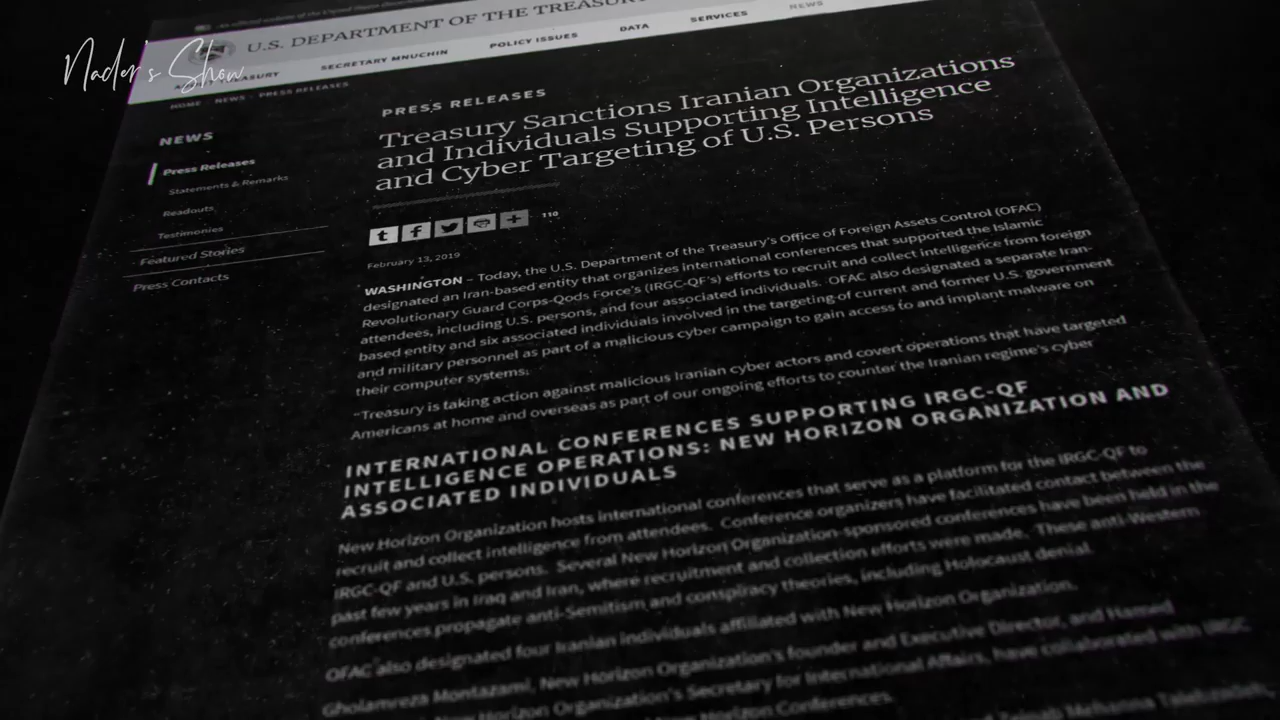 Nader's Show
An official website of the United States
U.S. DEPARTMENT OF THE TREASURY
TREASURY SECRETARY MNUCHIN POLICY ISSUES DATA SERVICES NEWS
HOME NEWS PRESS RELEASES
NEWS
Press Releases
Statements & Remarks
Readouts
Testimonies
Featured Stories
Press Contacts
PRESS RELEASES
Treasury Sanctions Iranian Organizations
and Individuals Supporting Intelligence
and Cyber Targeting of U.S. Persons
110
February 13, 2019
WASHINGTON – Today, the U.S. Department of the Treasury's Office of Foreign Assets Control (OFAC)
designated an Iran-based entity that organizes international conferences that supported the Islamic
Revolutionary Guard Corps-Qods Force's (IRGC-QF's) efforts to recruit and collect intelligence from foreign
attendees, including U.S. persons, and four associated individuals. OFAC also designated a separate Iran-
based entity and six associated individuals involved in the targeting of current and former U.S. government
and military personnel as part of a malicious cyber campaign to gain access to and implant malware on
their computer systems.
"Treasury is taking action against malicious Iranian cyber actors and covert operations that have targeted
Americans at home and overseas as part of our ongoing efforts to counter the Iranian regime's cyber
INTERNATIONAL CONFERENCES SUPPORTING IRGC-QF
INTELLIGENCE OPERATIONS: NEW HORIZON ORGANIZATION AND
ASSOCIATED INDIVIDUALS
New Horizon Organization hosts international conferences that serve as a platform for the IRGC-QF to
recruit and collect intelligence from attendees. Conference organizers have facilitated contact between the
IRGC-QF and U.S. persons. Several New Horizon Organization-sponsored conferences have been held in the
past few years in Iraq and Iran, where recruitment and collection efforts were made. These anti-Western
conferences propagate anti-Semitism and conspiracy theories, including Holocaust denial.
OFAC also designated four Iranian individuals affiliated with New Horizon Organization.
Gholamreza Montazami, New Horizon Organization's founder and Executive Director, and Hamed
New Horizon Organization's Secretary for International Affairs, have collaborated with IRGC
New Horizon Conferences.